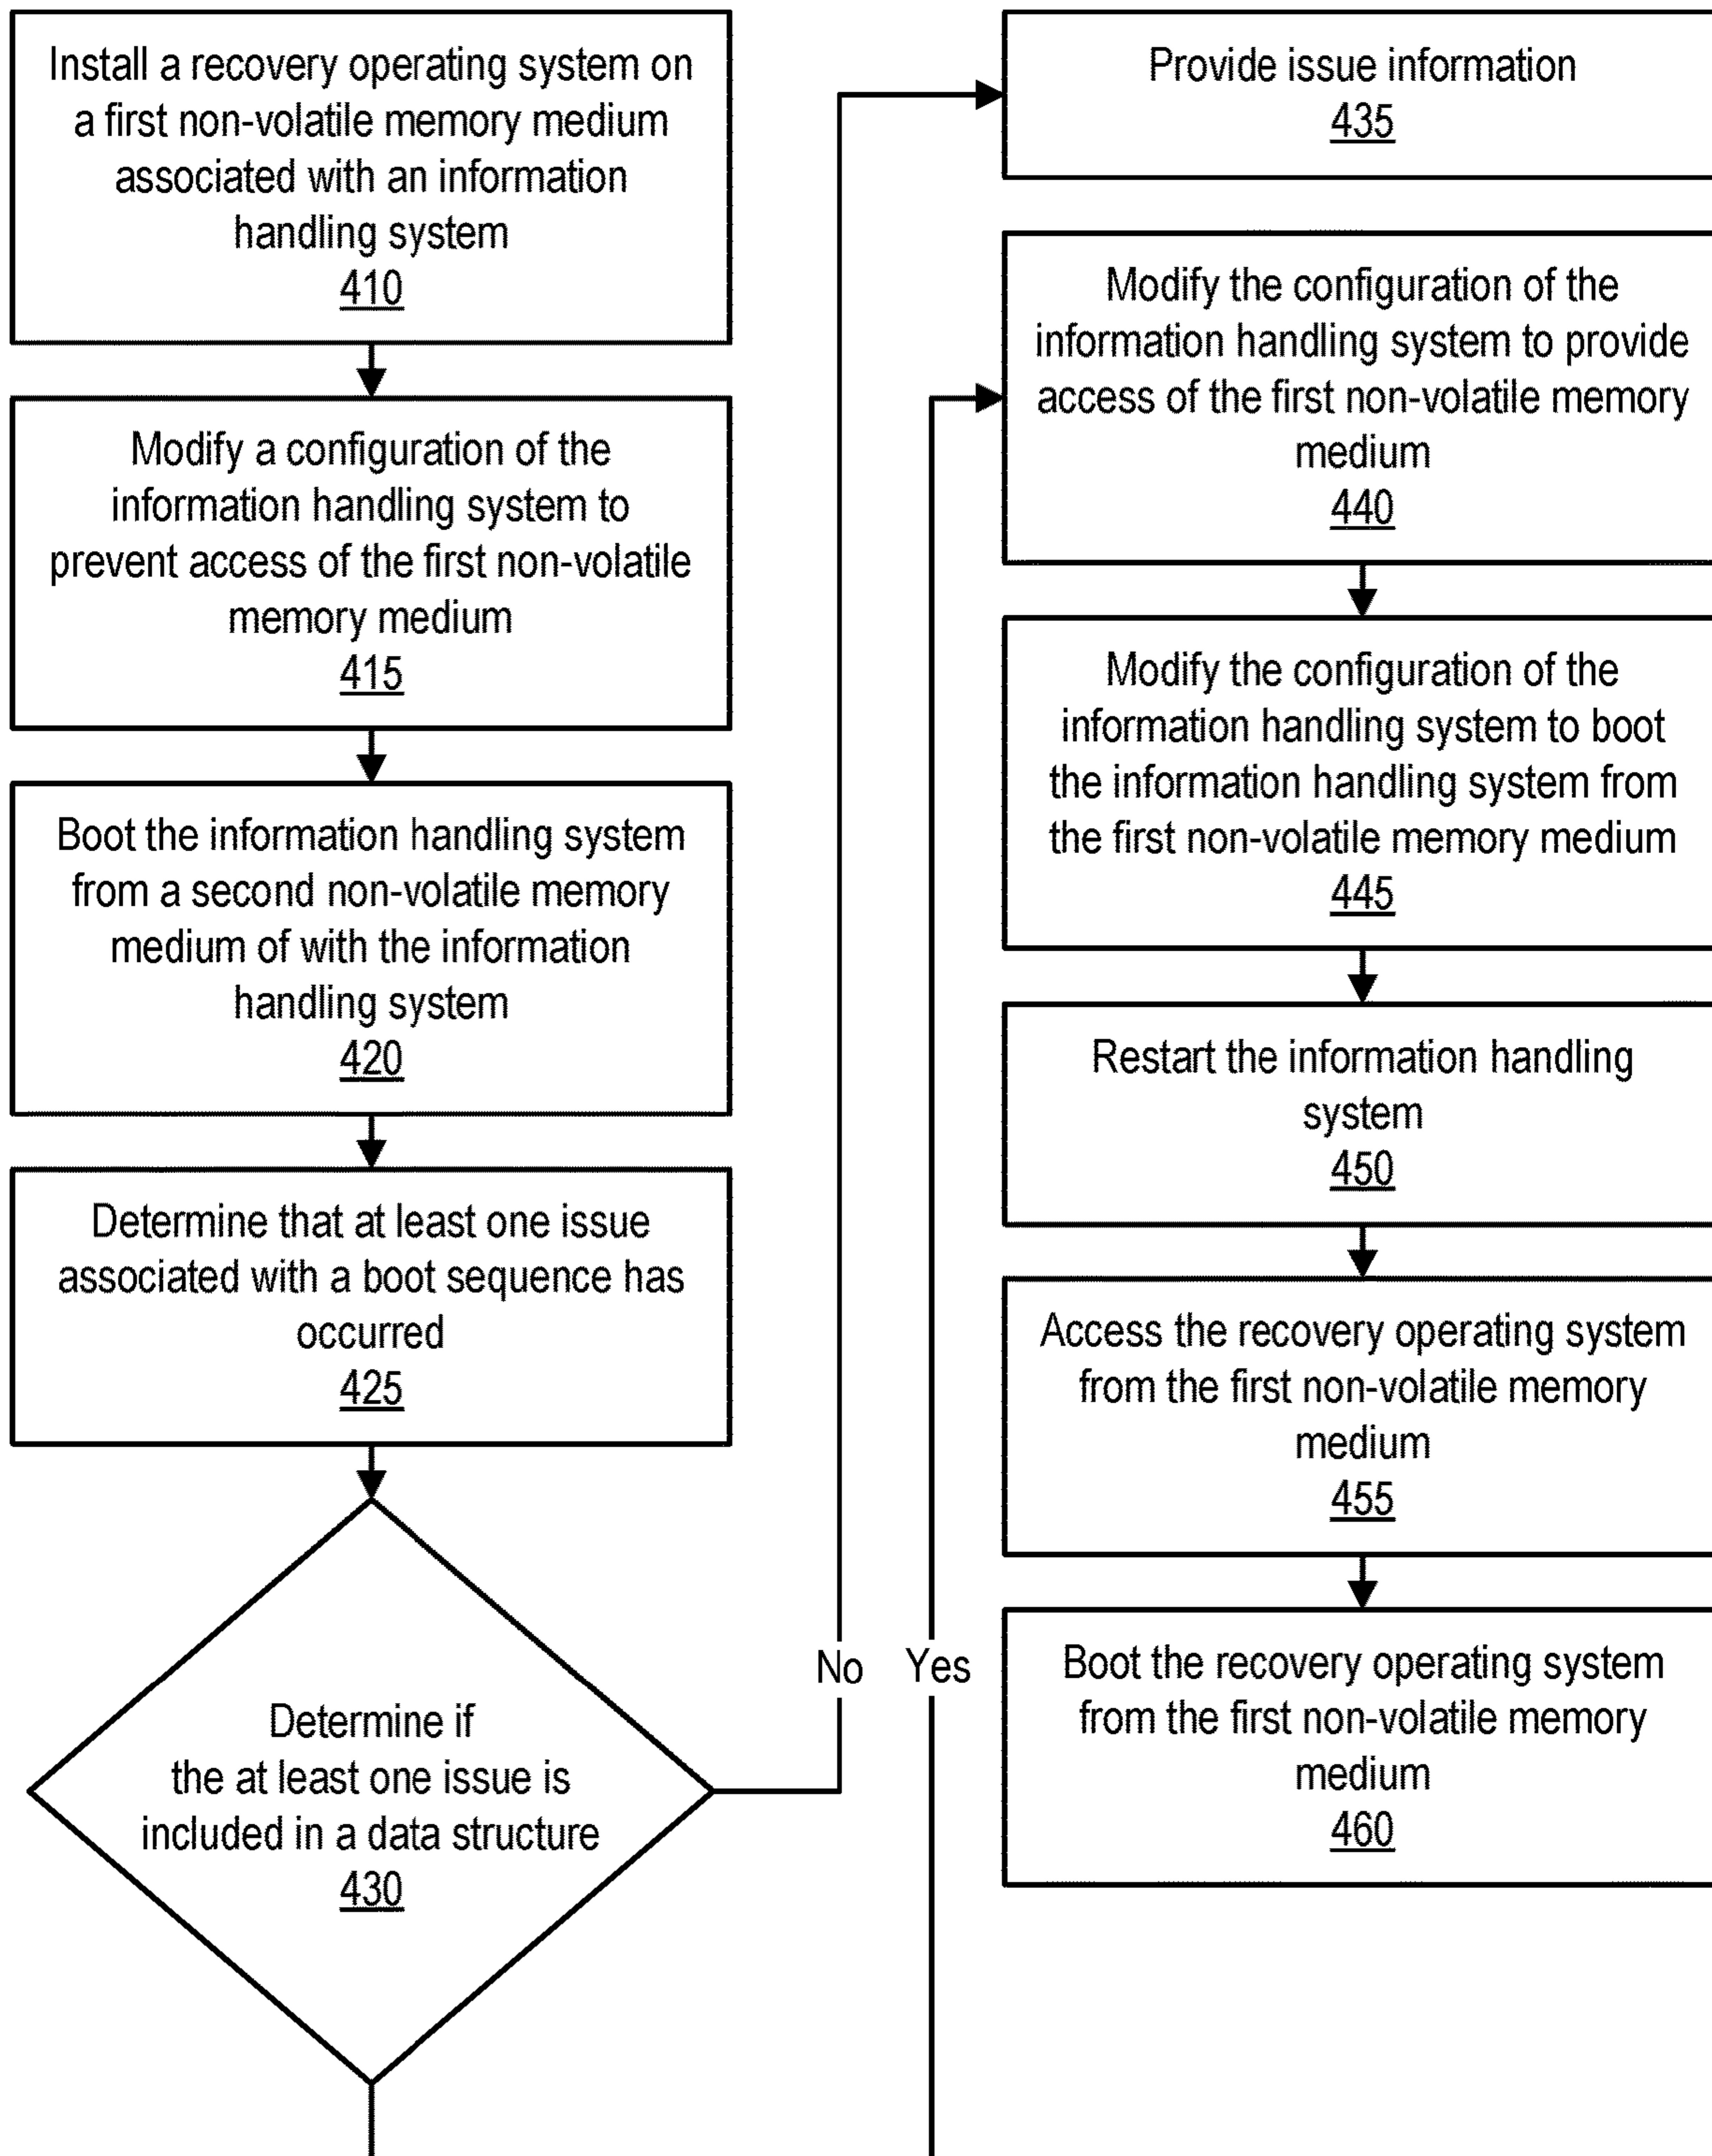 Install a recovery operating system on
a first non-volatile memory medium
associated with an information
handling system
410
Modify a configuration of the
information handling system to
prevent access of the first non-volatile
memory medium
415
Boot the information handling system
from a second non-volatile memory
medium of with the information
handling system
420
Determine that at least one issue
associated with a boot sequence has
occurred
425
Determine if
the at least one issue is
included in a data structure
430
No
Yes
Provide issue information
435
Modify the configuration of the
information handling system to provide
access of the first non-volatile memory
medium
440
Modify the configuration of the
information handling system to boot
the information handling system from
the first non-volatile memory medium
445
Restart the information handling
system
450
Access the recovery operating system
from the first non-volatile memory
medium
455
Boot the recovery operating system
from the first non-volatile memory
medium
460